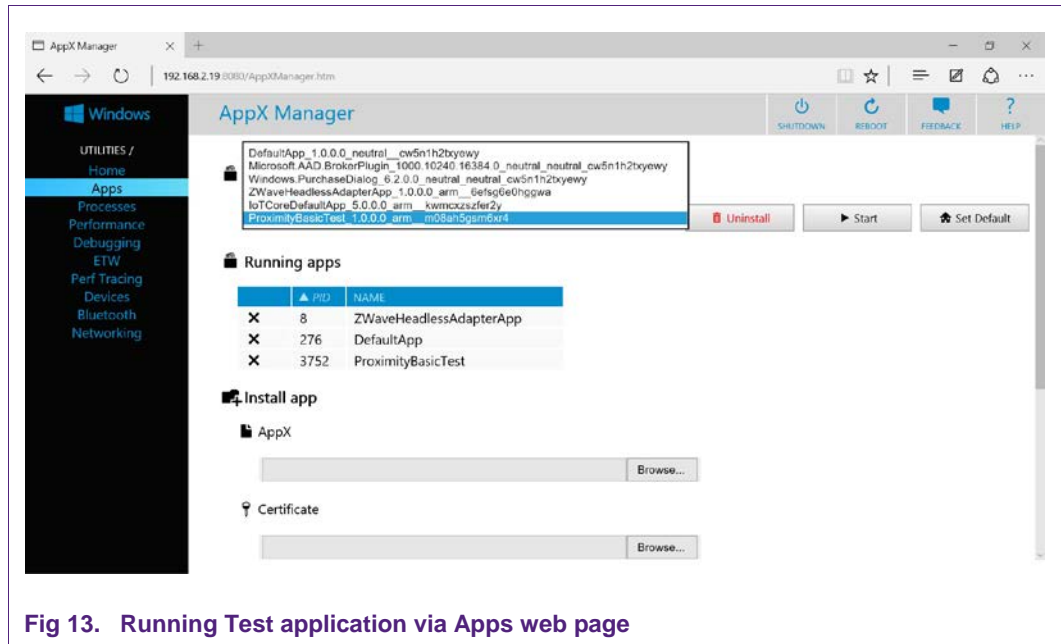 AppX Manager
192.168.2.19:8080/AppXManager.htm
Windows
AppX Manager
SHUTDOWN
REBOOT
FEEDBACK
HELP
UTILITIES /
Home
Apps
Processes
Performance
Debugging
ETW
Perf Tracing
Devices
Bluetooth
Networking
DefaultApp_1.0.0.0_neutral__cw5n1h2txyewy
Microsoft.AAD.BrokerPlugin_1000.10240.16384.0_neutral_neutral_cw5n1h2txyewy
Windows.PurchaseDialog_6.2.0.0_neutral_neutral_cw5n1h2txyewy
ZWaveHeadlessAdapterApp_1.0.0.0_arm__6efsg6e0hggwa
IoTCoreDefaultApp_5.0.0.0_arm__kwmcxzszfer2y
ProximityBasicTest_1.0.0.0_arm__m08ah5gsm6xr4
Uninstall
Start
Set Default
Running apps
PID NAME
8 ZWaveHeadlessAdapterApp
276 DefaultApp
3752 ProximityBasicTest
Install app
AppX
Browse...
Certificate
Browse...
Fig 13. Running Test application via Apps web page